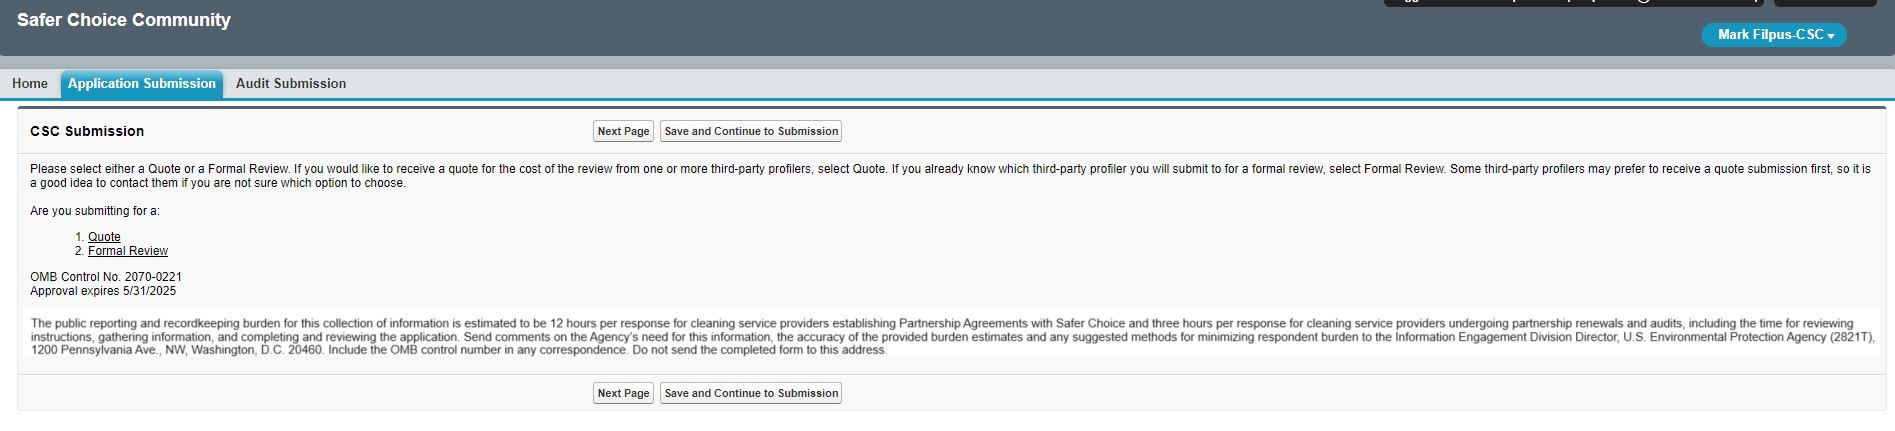 Safer Choice Community
Mark Filpus-CSC
Home Application Submission Audit Submission
CSC Submission Next Page Save and Continue to Submission
Please select either a Quote or a Formal Review. If you would like to receive a quote for the cost of the review from one or more third-party profilers, select Quote. If you already know which third-party profiler you will submit to for a formal review, select Formal Review. Some third-party profilers may prefer to receive a quote submission first, so it is
a good idea to contact them if you are not sure which option to choose.
Are you submitting for a:
1. Quote
2. Formal Review
OMB Control No. 2070-0221
Approval expires 5/31/2025
The public reporting and recordkeeping burden for this collection of information is estimated to be 12 hours per response for cleaning service providers establishing Partnership Agreements with Safer Choice and three hours per response for cleaning service providers undergoing partnership renewals and audits, including the time for reviewing
instructions, gathering information, and completing and reviewing the application. Send comments on the Agency's need for this information, the accuracy of the provided burden estimates and any suggested methods for minimizing respondent burden to the Information Engagement Division Director, U.S. Environmental Protection Agency (2821T),
1200 Pennsylvania Ave., NW, Washington, D.C. 20460. Include the OMB control number in any correspondence. Do not send the completed form to this address.
Next Page Save and Continue to Submission